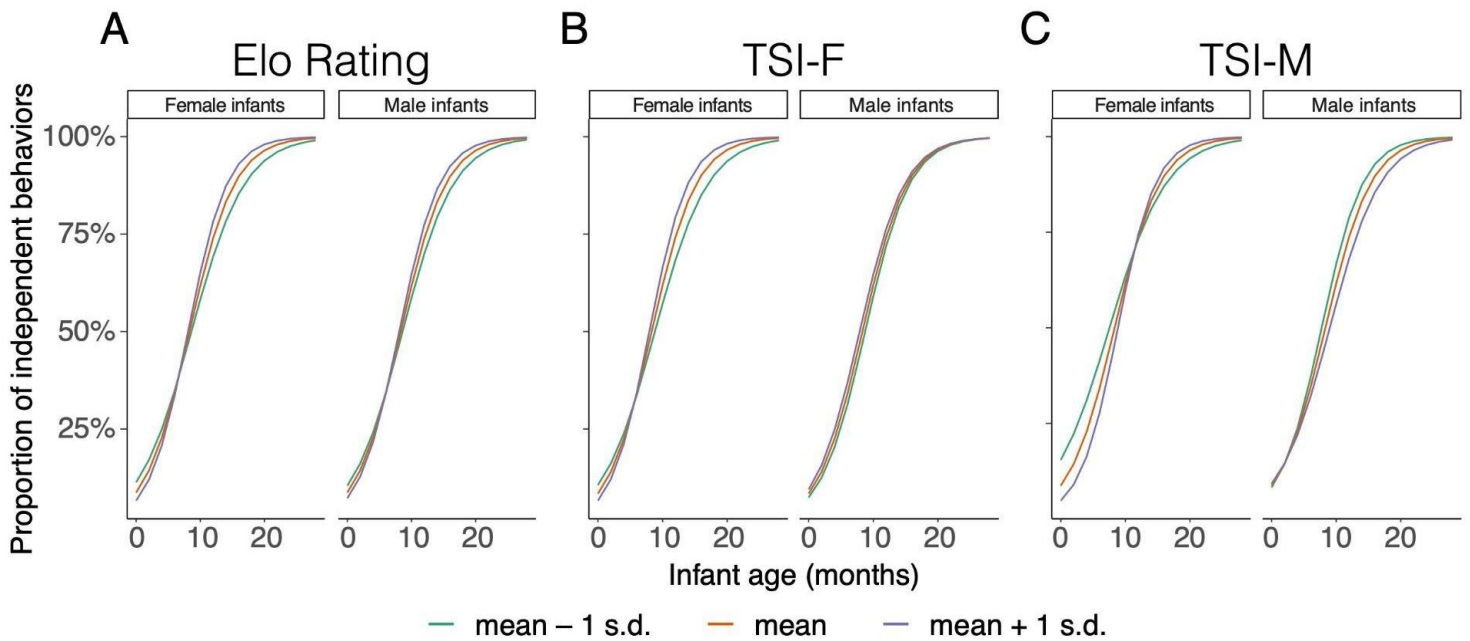 A
Elo Rating
Female infants
Male infants
B
TSI-F
Female infants
Male infants
C
TSI-M
Female infants
Male infants
Proportion of independent behaviors
100%
75%
50%
25%
0 10 20
0 10 20
0 10 20
0 10 20
0 10 20
0 10 20
Infant age (months)
mean – 1 s.d. mean mean + 1 s.d.